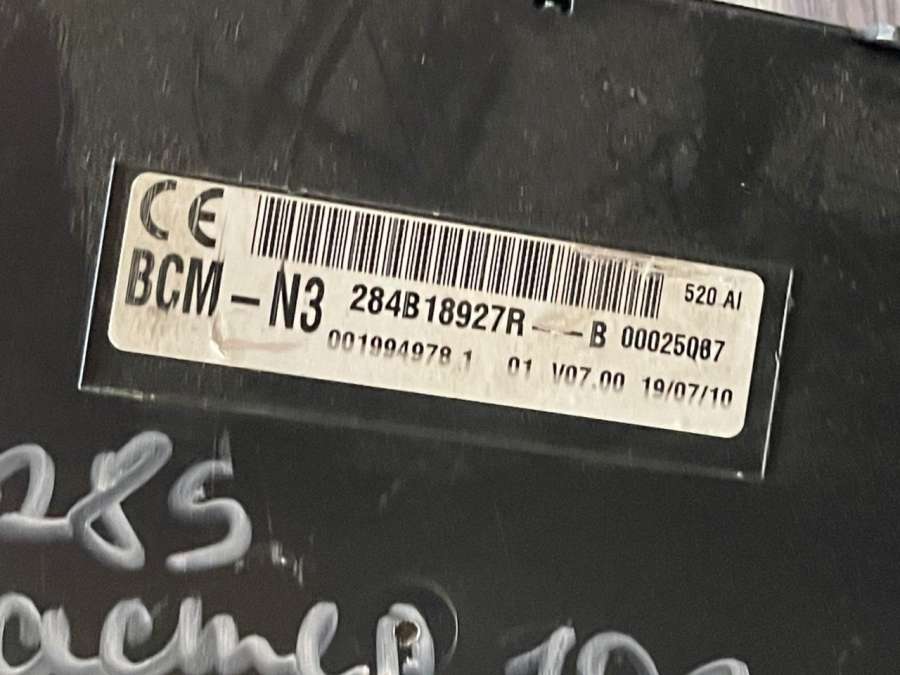 CE 520 AI
BCM – N3 284B18927R – – B 00025Q87
001994978 1 01 V07.00 19/07/10
285